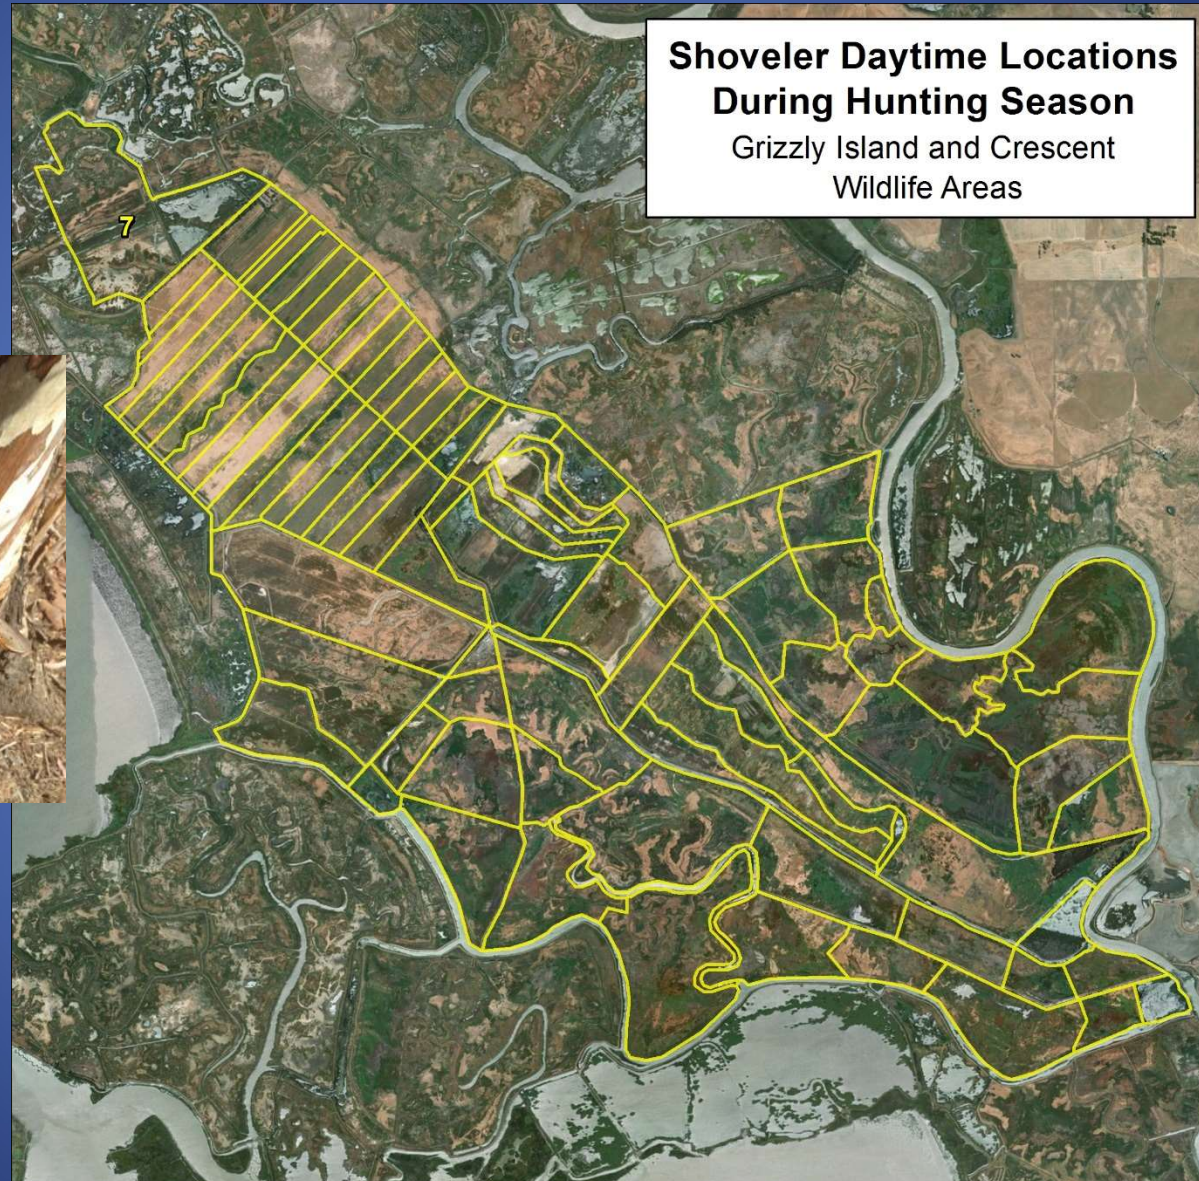 Shoveler Daytime Locations
During Hunting Season
Grizzly Island and Crescent
Wildlife Areas
7